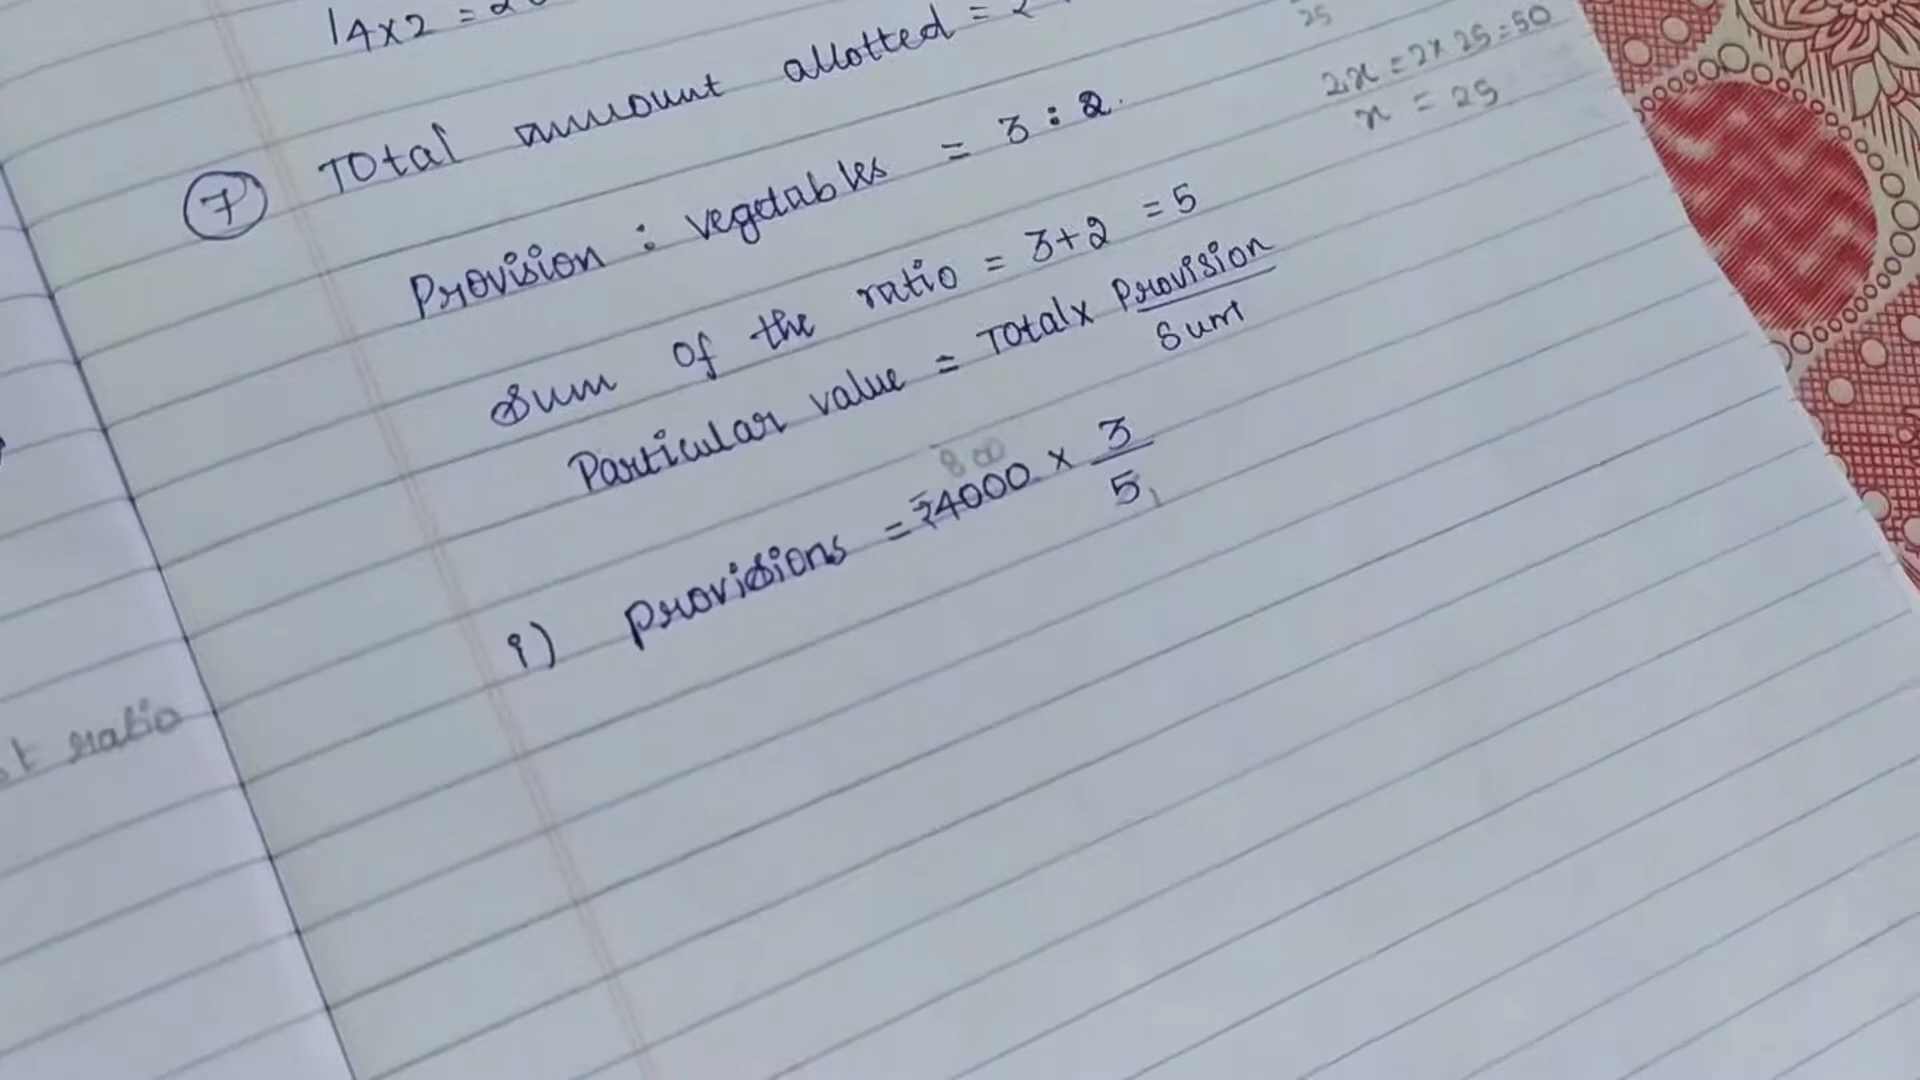 14x2 =
25
2x = 2x 25 = 50
x = 25
7 Total amount allotted =
Provision : vegetables = 3 : 2.
Sum of the ratio = 3+2 = 5
Particular value = Total x Provision / Sum
800
i) Provisions = ₹4000 x 3/5
t ratio